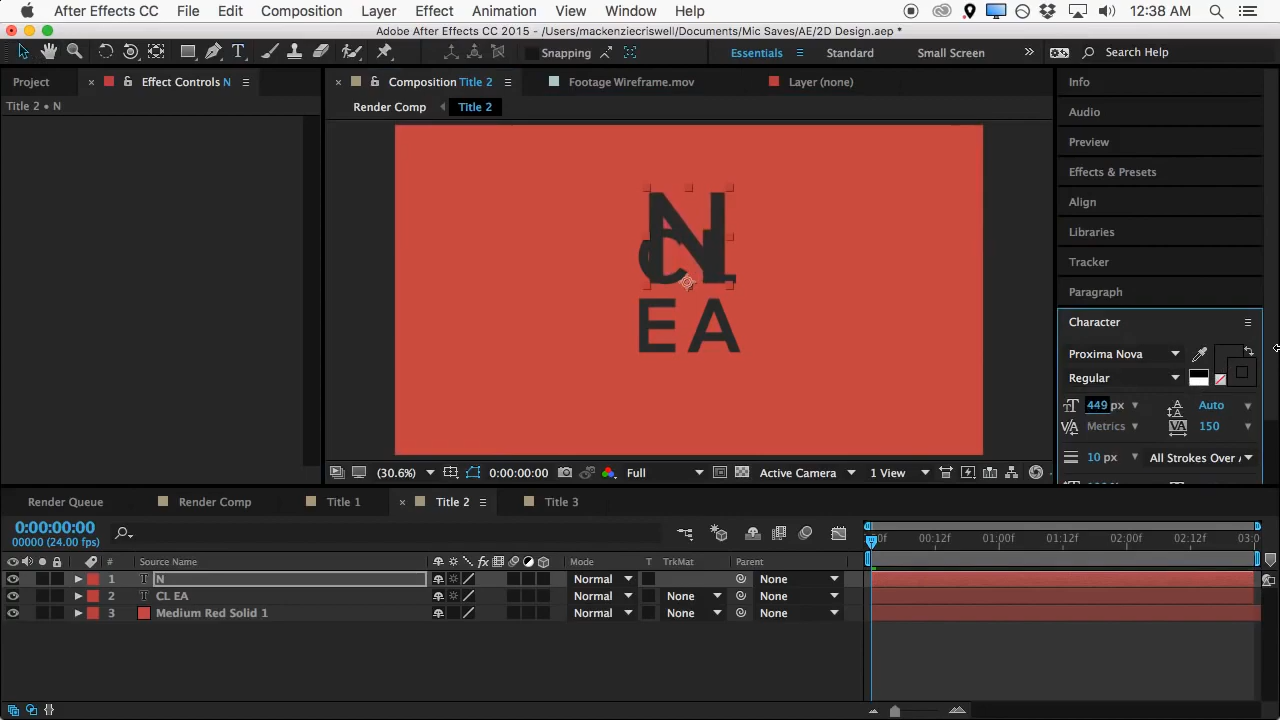 After Effects CC File Edit Composition Layer Effect Animation View Window Help 12:38 AM
Adobe After Effects CC 2015 - /Users/mackenziecriswell/Documents/Mic Saves/AE/2D Design.aep *
Snapping Essentials Standard Small Screen » Search Help
Project × Effect Controls N × Composition Title 2 Footage Wireframe.mov Layer (none) Info
Title 2 • N Render Comp Title 2
Audio
Preview
Effects & Presets
Align
Libraries
Tracker
Paragraph
N
CL
EA
Character
Proxima Nova
Regular
449 px Auto
Metrics 150
10 px All Strokes Over
(30.6%) 0:00:00:00 Full Active Camera 1 View
Render Queue Render Comp Title 1 × Title 2 Title 3
0:00:00:00
00000 (24.00 fps)
00f 00:12f 01:00f 01:12f 02:00f 02:12f 03:0
# Source Name fx Mode T TrkMat Parent
1 T N Normal None
2 T CL EA Normal None None
3 Medium Red Solid 1 Normal None None